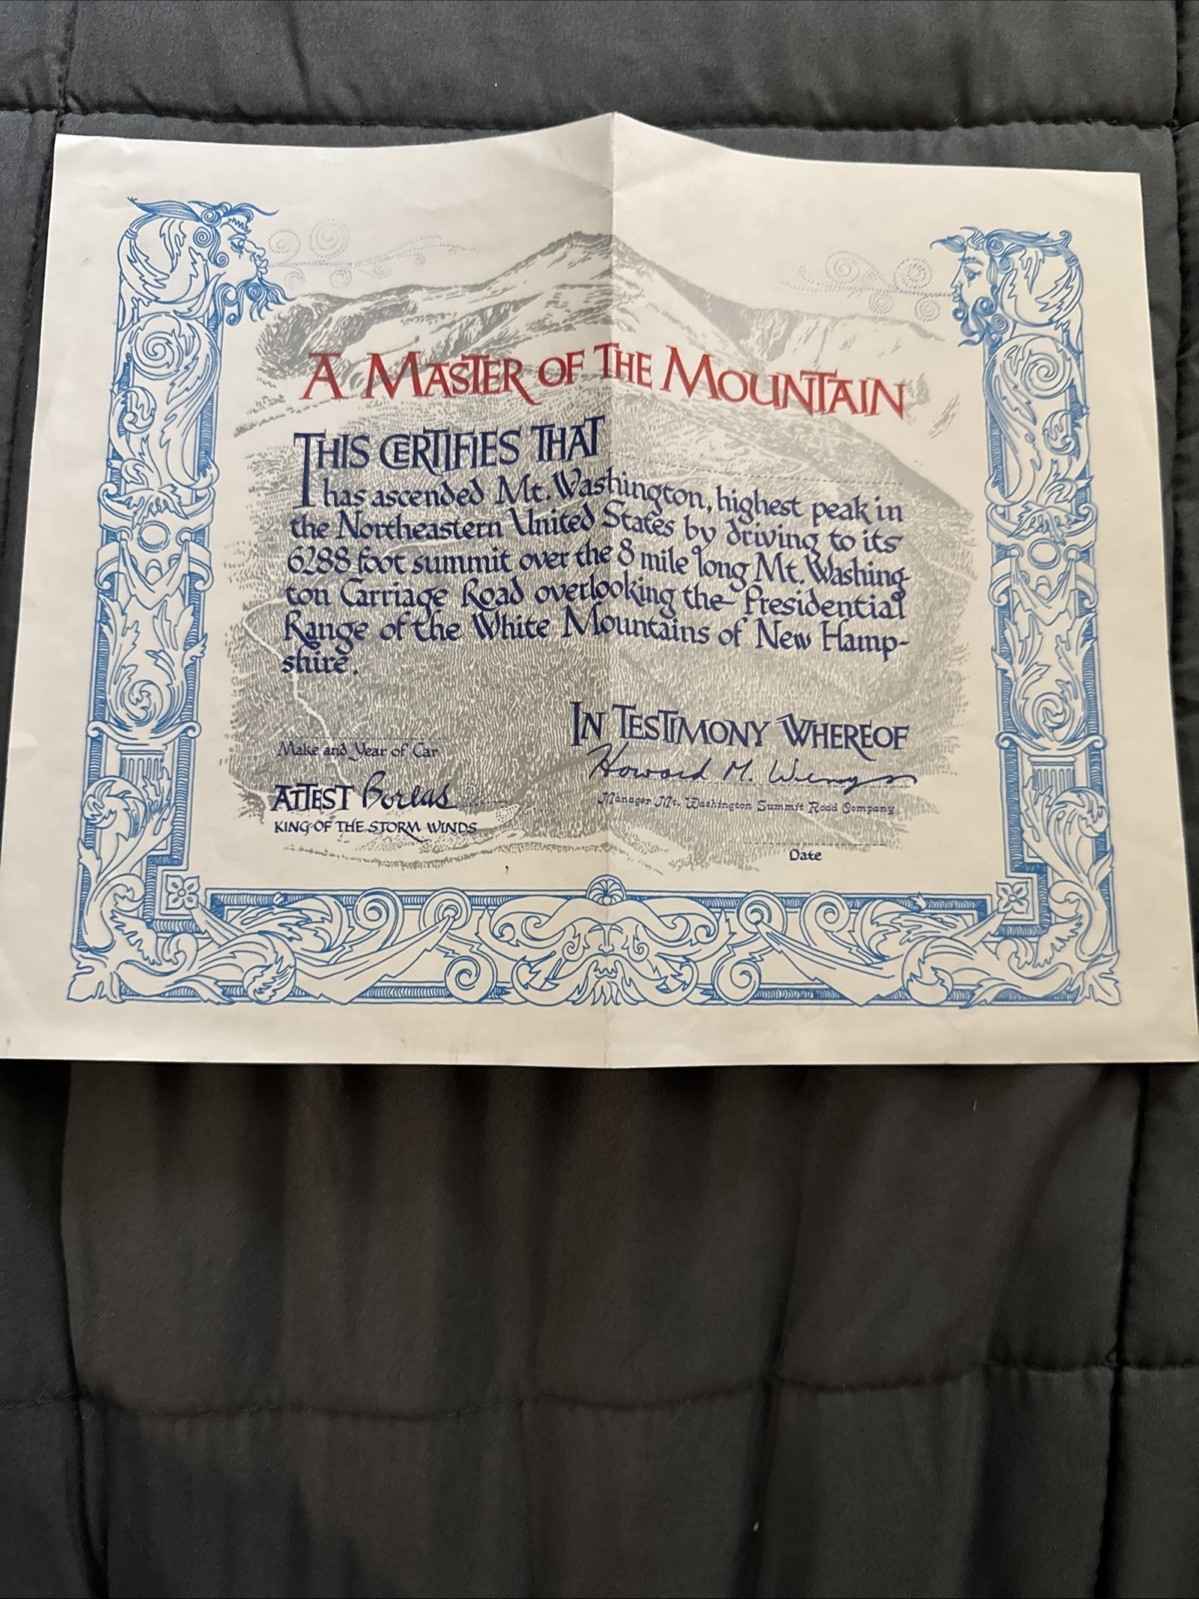 A MASTER OF THE MOUNTAIN
THIS CERTIFIES THAT
has ascended Mt. Washington, highest peak in
the Northeastern United States by driving to its
6288 foot summit over the 8 mile long Mt. Washing-
ton Carriage Road overlooking the Presidential
Range of the White Mountains of New Hamp-
shire.
IN TESTIMONY WHEREOF
Make and Year of Car
Howard M.
ATTEST Boreas
Manager Mt. Washington Summit Road Company
KING OF THE STORM WINDS
Date